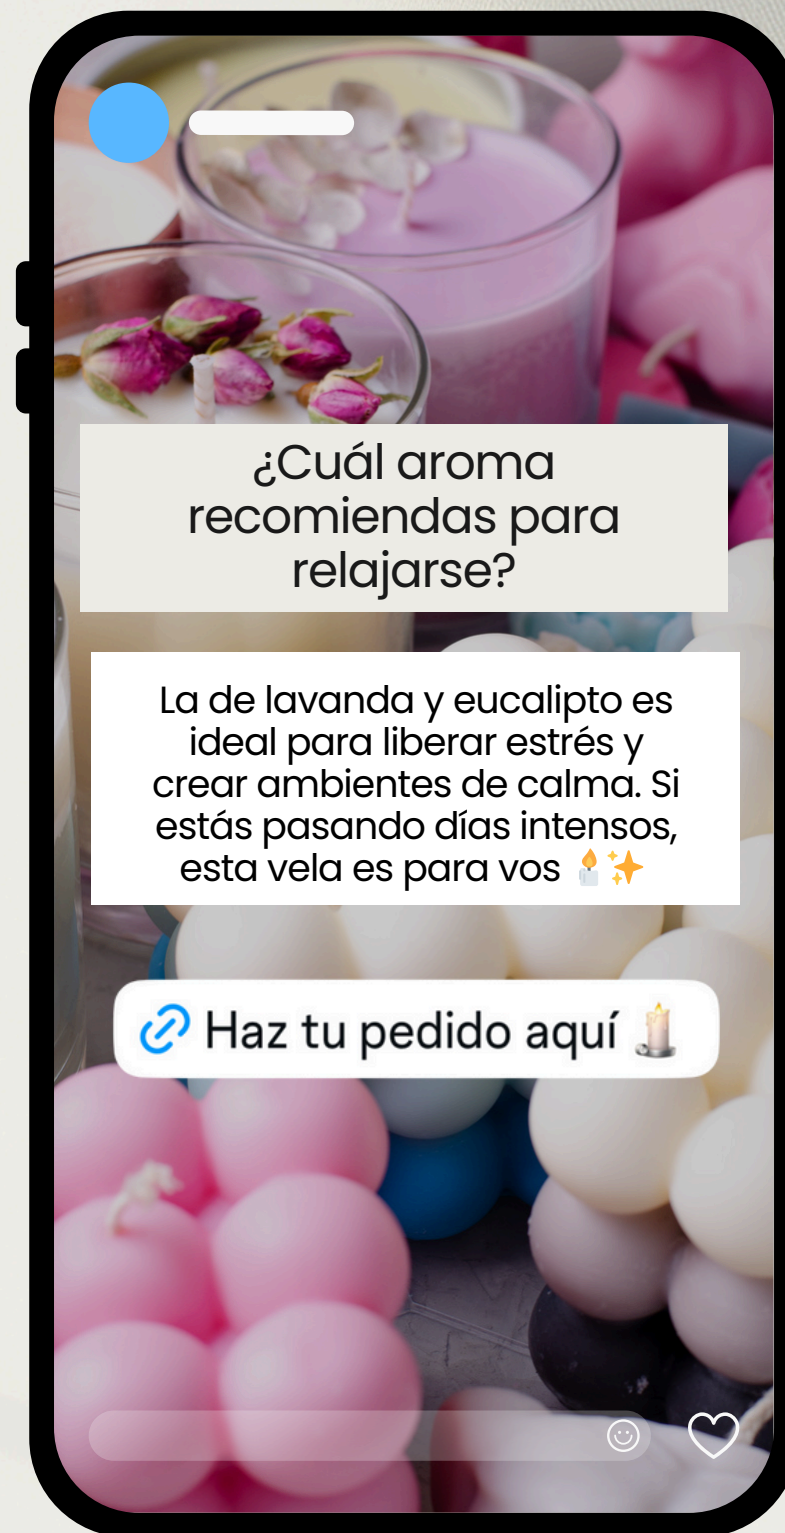 ¿Cuál aroma
recomiendas para
relajarse?
La de lavanda y eucalipto es
ideal para liberar estrés y
crear ambientes de calma. Si
estás pasando días intensos,
esta vela es para vos 🕯️✨
Haz tu pedido aquí 🕯️